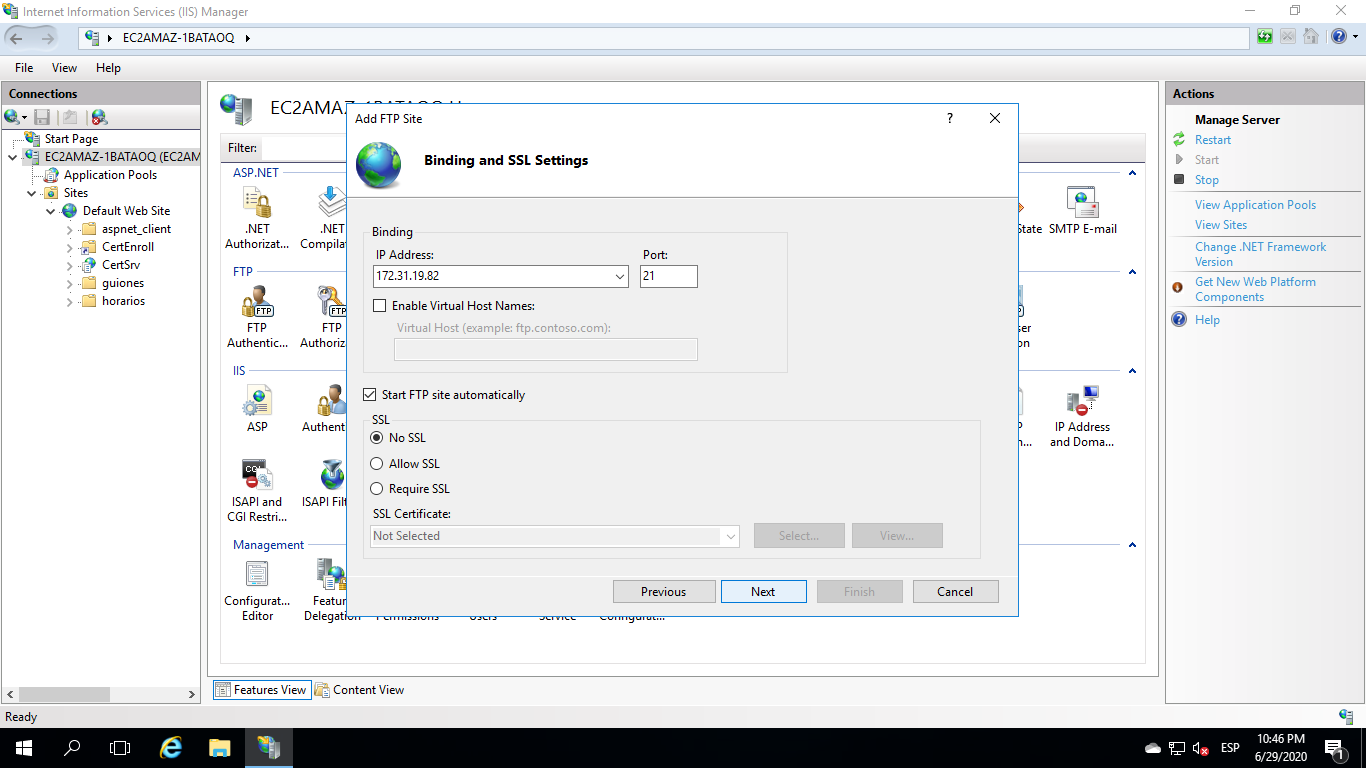 Internet Information Services (IIS) Manager
EC2AMAZ-1BATAOQ
File View Help
Connections
Start Page
EC2AMAZ-1BATAOQ (EC2AM
Application Pools
Sites
Default Web Site
aspnet_client
CertEnroll
CertSrv
guiones
horarios
EC2AMAZ-1BATAOQ
Filter:
ASP.NET
.NET
Authorizat...
.NET
Compilat
State
SMTP E-mail
FTP
FTP
Authentic...
FTP
Authoriz
IIS
ASP
Authent
IP Address
and Doma...
ISAPI and
CGI Restri...
ISAPI Filt
Management
Configurat...
Editor
Featur
Delegation
Permissions
Users
Service
Configurat...
Add FTP Site
?
Binding and SSL Settings
Binding
IP Address:
Port:
172.31.19.82
21
Enable Virtual Host Names:
Virtual Host (example: ftp.contoso.com):
Start FTP site automatically
SSL
No SSL
Allow SSL
Require SSL
SSL Certificate:
Not Selected
Select...
View...
Previous
Next
Finish
Cancel
Actions
Manage Server
Restart
Start
Stop
View Application Pools
View Sites
Change .NET Framework
Version
Get New Web Platform
Components
Help
Features View
Content View
Ready
ESP
10:46 PM
6/29/2020
1